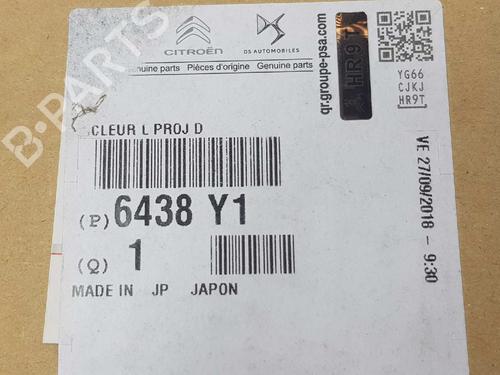 CITROËN
DS AUTOMOBILES
Genuine parts Pièces d'origine Genuine parts
qr.groupe-psa.com
HR9T
YG66
CJKJ
HR9T
CLEUR L PROJ D
(P) 6438 Y1
(Q) 1
MADE IN JP JAPON
VE 27/09/2018 - 9:30
B-PARTS